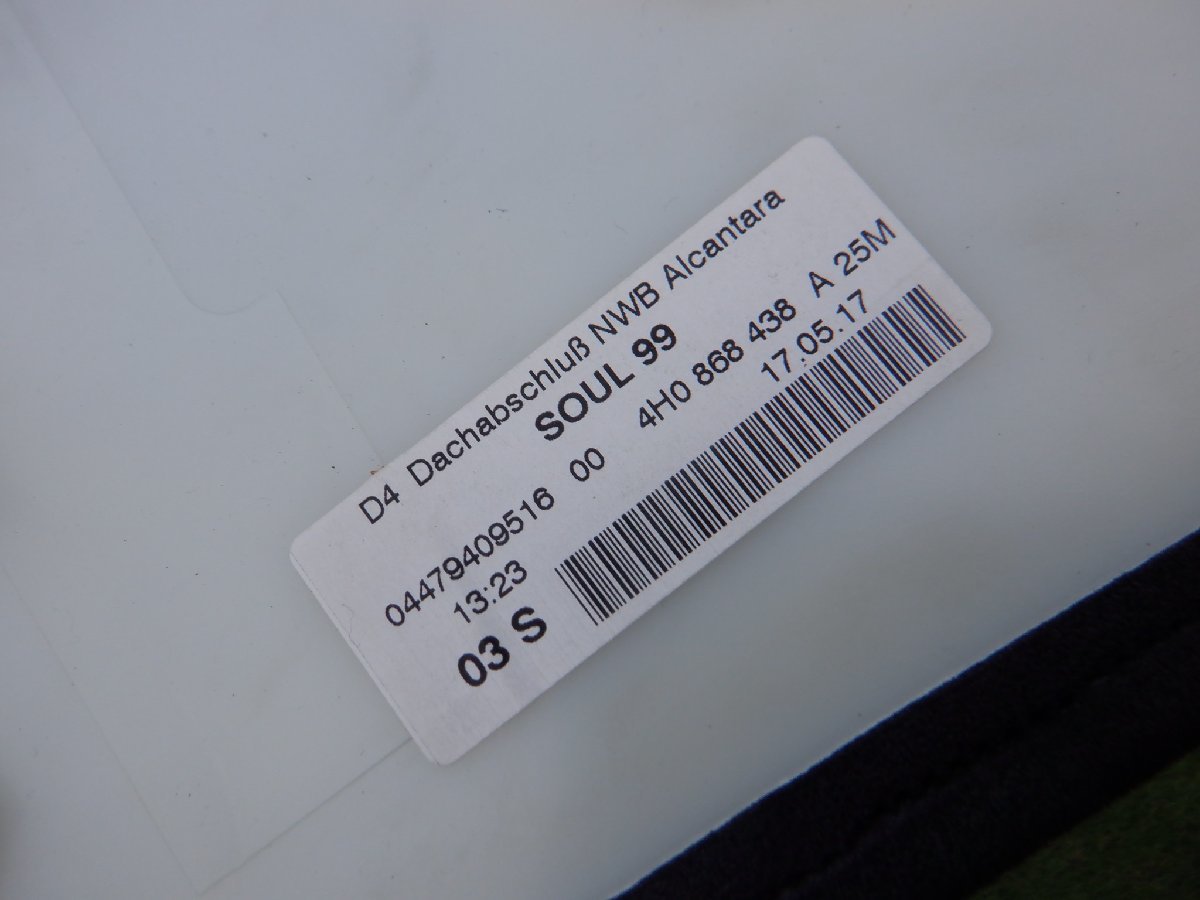 D4 Dachabschluß NWB Alcantara
SOUL 99
04479409516 00 4H0 868 438 A 25M
13:23 17.05.17
03 S